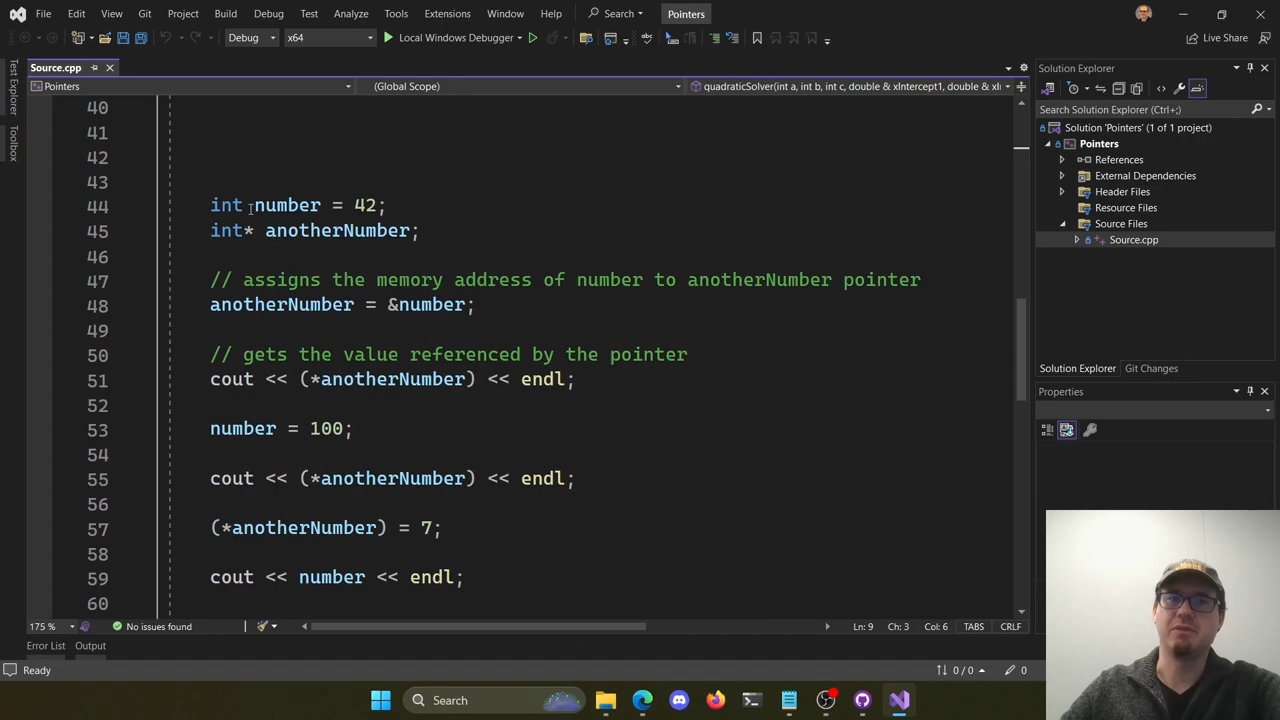 File Edit View Git Project Build Debug Test Analyze Tools Extensions Window Help Search Pointers
Debug x64 Local Windows Debugger Live Share
Test Explorer
Toolbox
Source.cpp
Pointers (Global Scope) quadraticSolver(int a, int b, int c, double & xIntercept1, double & xI
40
41
42
43
44 int number = 42;
45 int* anotherNumber;
46
47 // assigns the memory address of number to anotherNumber pointer
48 anotherNumber = &number;
49
50 // gets the value referenced by the pointer
51 cout << (*anotherNumber) << endl;
52
53 number = 100;
54
55 cout << (*anotherNumber) << endl;
56
57 (*anotherNumber) = 7;
58
59 cout << number << endl;
60
175 % No issues found Ln: 9 Ch: 3 Col: 6 TABS CRLF
Error List Output
Ready 0 / 0 0
Solution Explorer
Search Solution Explorer (Ctrl+;)
Solution 'Pointers' (1 of 1 project)
Pointers
References
External Dependencies
Header Files
Resource Files
Source Files
Source.cpp
Solution Explorer Git Changes
Properties
Search